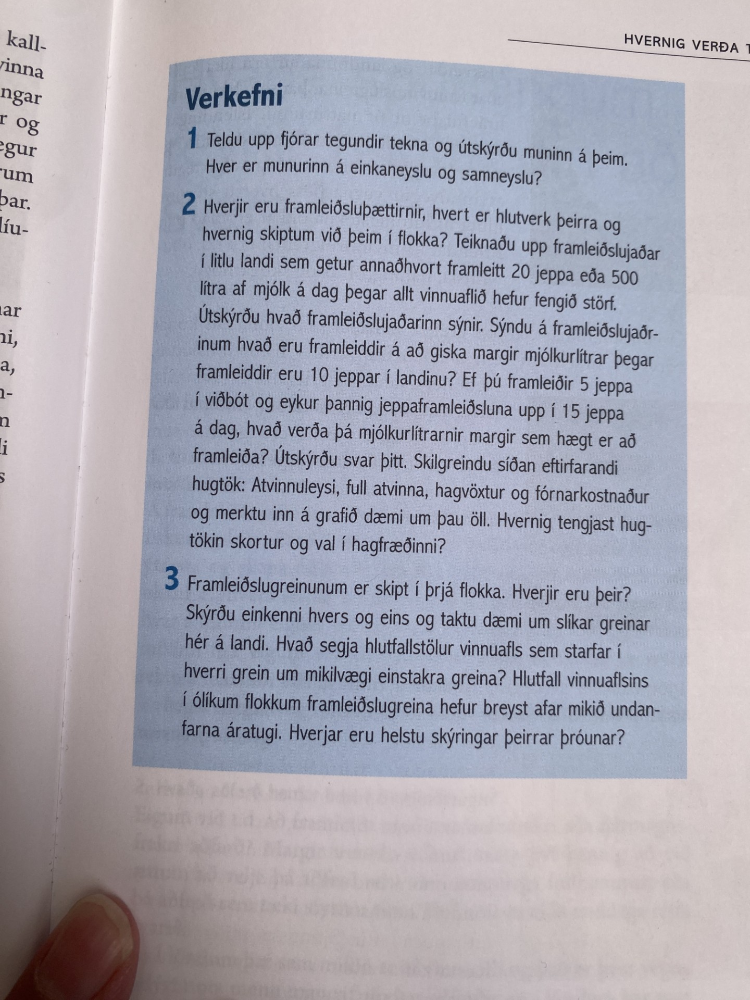 kall-
vinna
ngar
r og
egur
rum
þar.
líu-
nar
ni,
a,
n-
m
li
s
HVERNIG VERÐA T
Verkefni
1 Teldu upp fjórar tegundir tekna og útskýrðu muninn á þeim.
Hver er munurinn á einkaneyslu og samneyslu?
2 Hverjir eru framleiðsluþættirnir, hvert er hlutverk þeirra og
hvernig skiptum við þeim í flokka? Teiknaðu upp framleiðslujaðar
í litlu landi sem getur annaðhvort framleitt 20 jeppa eða 500
lítra af mjólk á dag þegar allt vinnuaflið hefur fengið störf.
Útskýrðu hvað framleiðslujaðarinn sýnir. Sýndu á framleiðslujaðr-
inum hvað eru framleiddir á að giska margir mjólkurlítrar þegar
framleiddir eru 10 jeppar í landinu? Ef þú framleiðir 5 jeppa
í viðbót og eykur þannig jeppaframleiðsluna upp í 15 jeppa
á dag, hvað verða þá mjólkurlítrarnir margir sem hægt er að
framleiða? Útskýrðu svar þitt. Skilgreindu síðan eftirfarandi
hugtök: Atvinnuleysi, full atvinna, hagvöxtur og fórnarkostnaður
og merktu inn á grafið dæmi um þau öll. Hvernig tengjast hug-
tökin skortur og val í hagfræðinni?
3 Framleiðslugreinunum er skipt í þrjá flokka. Hverjir eru þeir?
Skýrðu einkenni hvers og eins og taktu dæmi um slíkar greinar
hér á landi. Hvað segja hlutfallstölur vinnuafls sem starfar í
hverri grein um mikilvægi einstakra greina? Hlutfall vinnuaflsins
í ólíkum flokkum framleiðslugreina hefur breyst afar mikið undan-
farna áratugi. Hverjar eru helstu skýringar þeirrar þróunar?